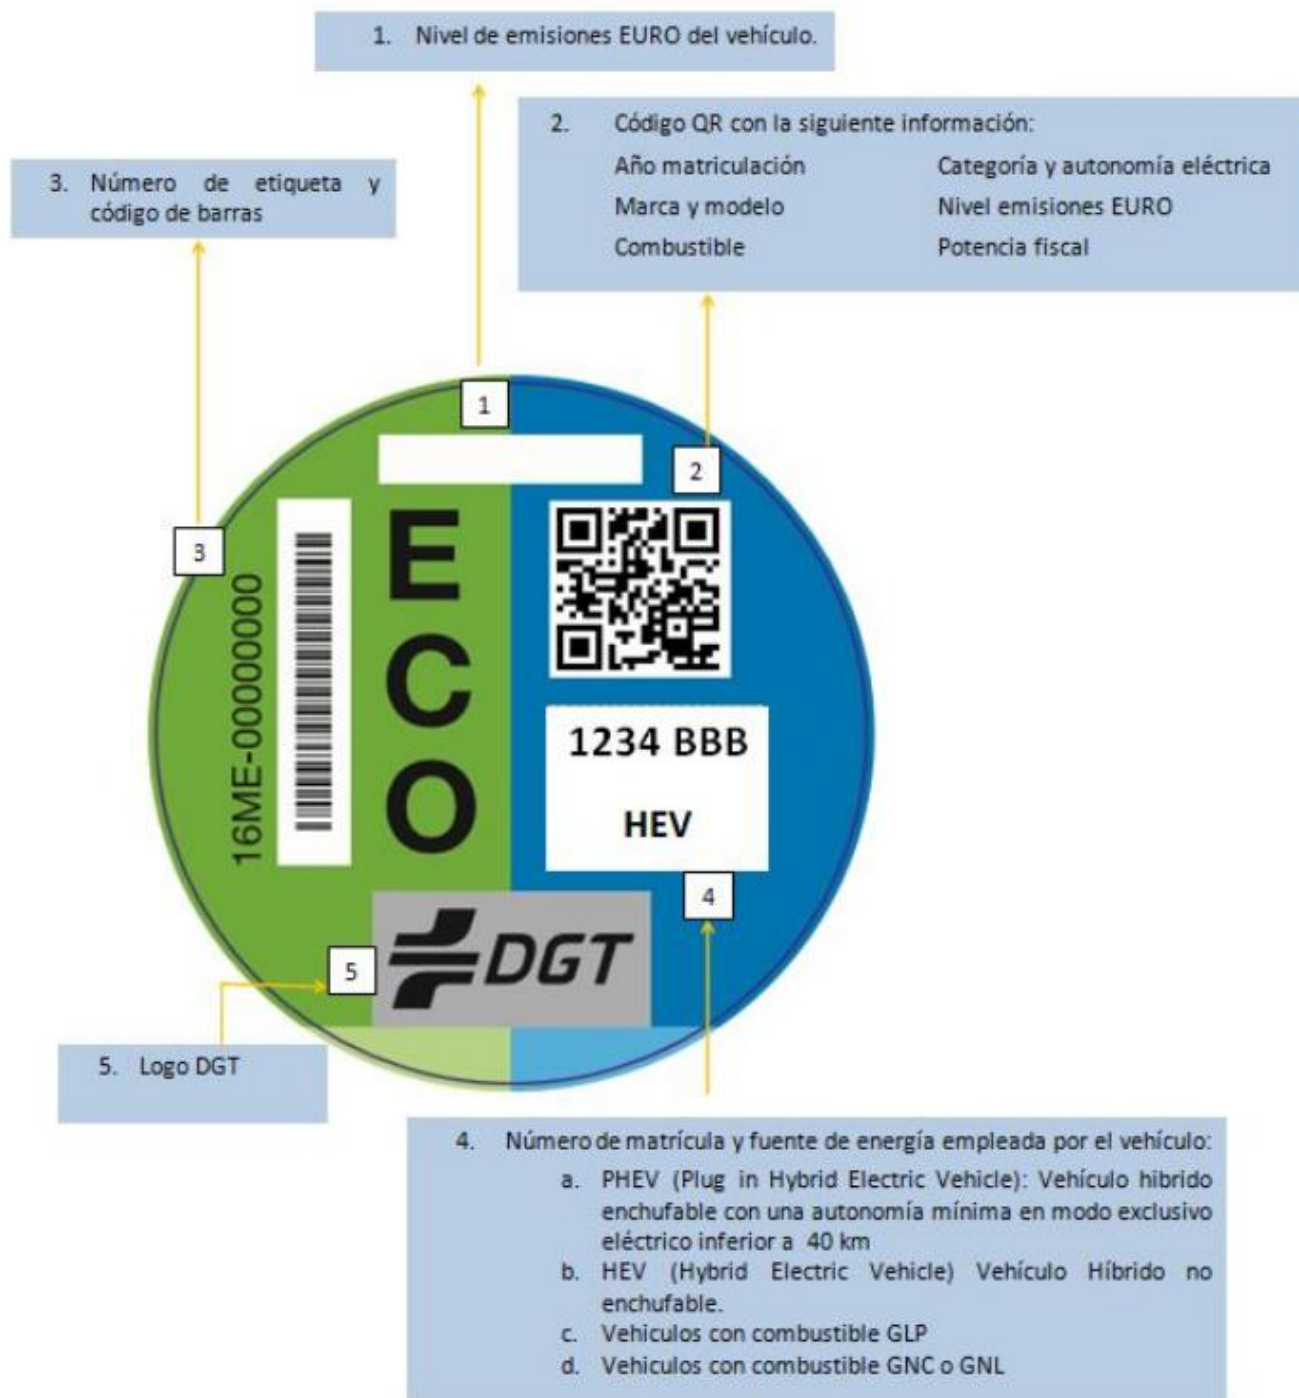 1. Nivel de emisiones EURO del vehículo.
2. Código QR con la siguiente información:
Año matriculación Categoría y autonomía eléctrica
Marca y modelo Nivel emisiones EURO
Combustible Potencia fiscal
3. Número de etiqueta y
código de barras
1
2
3
16ME-00000000
E
C
O
1234 BBB
HEV
4
5
DGT
5. Logo DGT
4. Número de matrícula y fuente de energía empleada por el vehículo:
a. PHEV (Plug in Hybrid Electric Vehicle): Vehículo hibrido
enchufable con una autonomía mínima en modo exclusivo
eléctrico inferior a 40 km
b. HEV (Hybrid Electric Vehicle) Vehículo Híbrido no
enchufable.
c. Vehiculos con combustible GLP
d. Vehiculos con combustible GNC o GNL